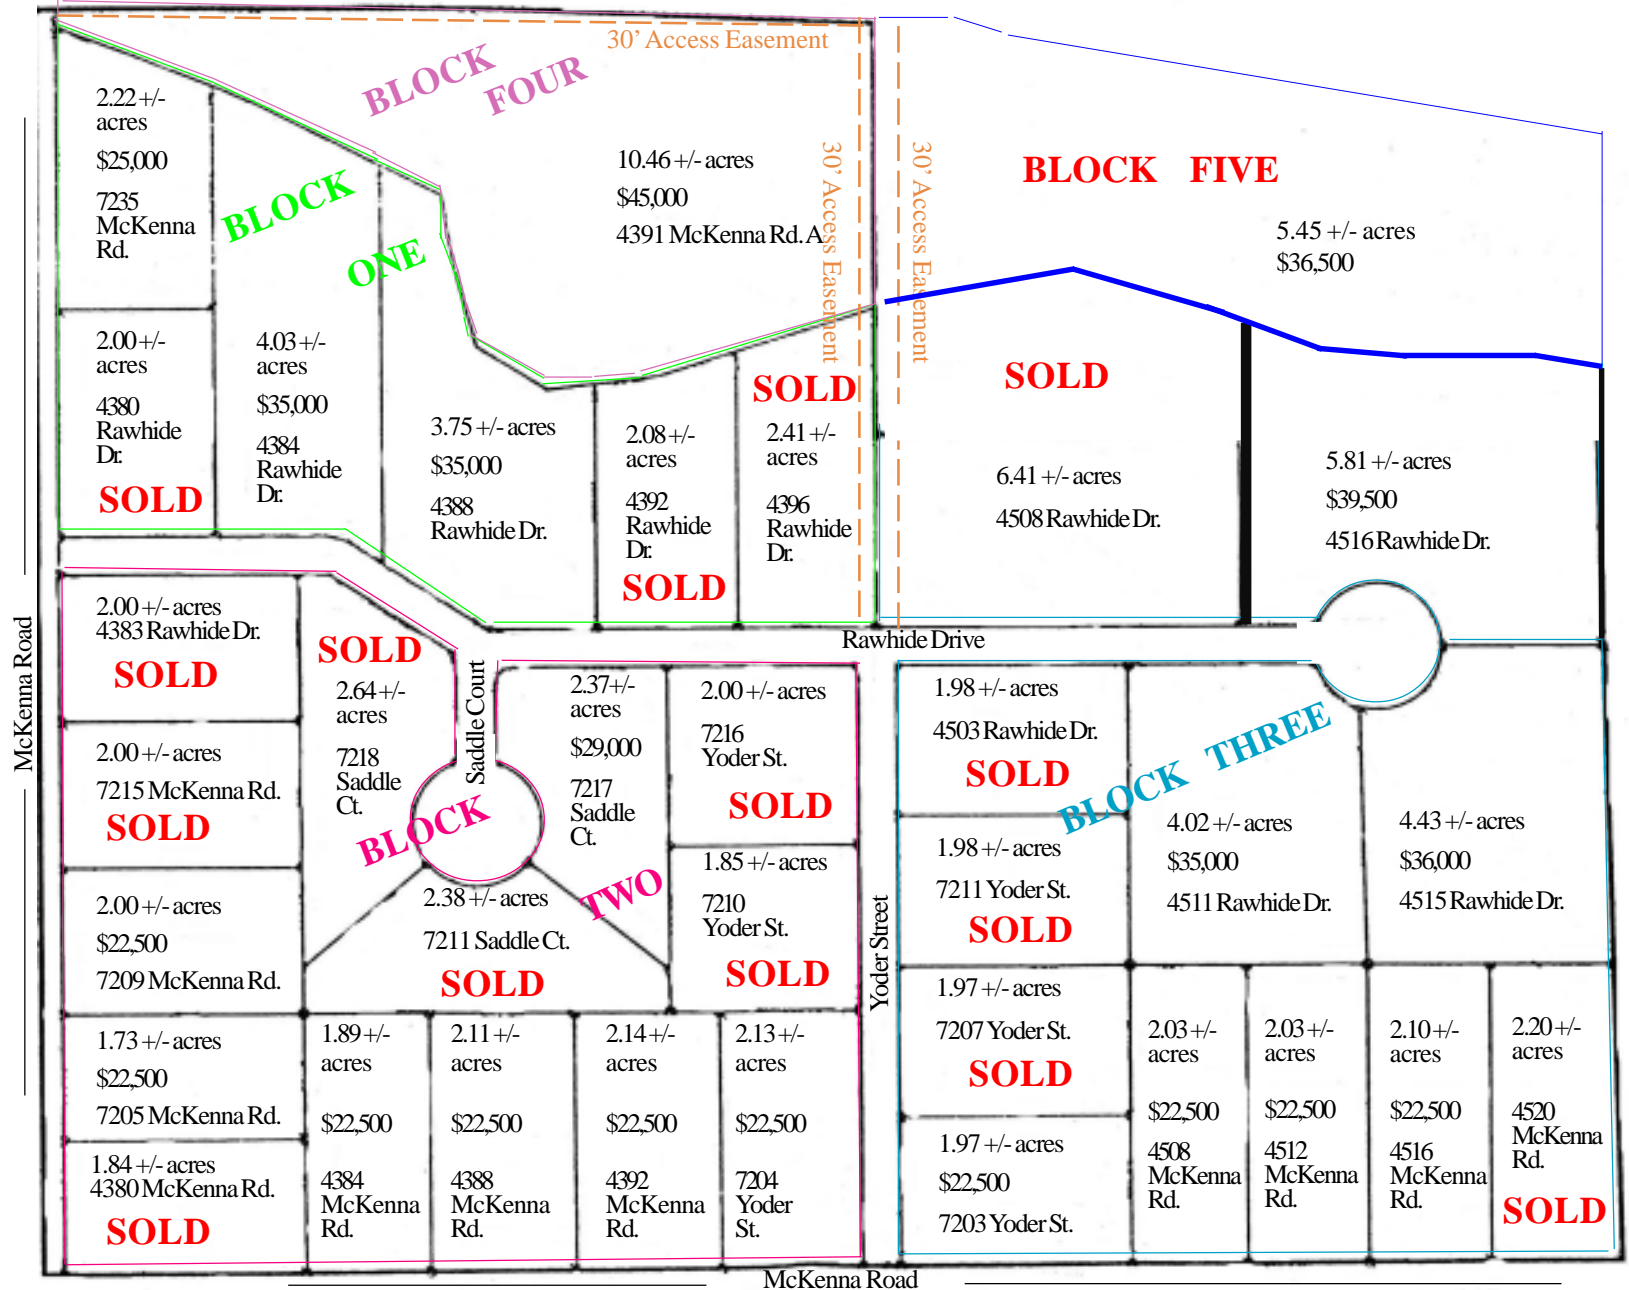 30' Access Easement
BLOCK
FOUR
2.22 +/-
acres
$25,000
7235
McKenna
Rd.
BLOCK
ONE
10.46 +/- acres
$45,000
4391 McKenna Rd. A
30' Access Easement
30' Access Easement
BLOCK FIVE
5.45 +/- acres
$36,500
2.00 +/-
acres
4380
Rawhide
Dr.
SOLD
4.03 +/-
acres
$35,000
4384
Rawhide
Dr.
3.75 +/- acres
$35,000
4388
Rawhide Dr.
2.08 +/-
acres
4392
Rawhide
Dr.
SOLD
SOLD
2.41 +/-
acres
4396
Rawhide
Dr.
SOLD
6.41 +/- acres
4508 Rawhide Dr.
5.81 +/- acres
$39,500
4516 Rawhide Dr.
McKenna Road
Rawhide Drive
2.00 +/- acres
4383 Rawhide Dr.
SOLD
SOLD
2.64 +/-
acres
7218
Saddle
Ct.
Saddle Court
2.37+/-
acres
$29,000
7217
Saddle
Ct.
2.00 +/- acres
7216
Yoder St.
SOLD
2.00 +/- acres
7215 McKenna Rd.
SOLD
BLOCK
TWO
1.85 +/- acres
7210
Yoder St.
SOLD
2.00 +/- acres
$22,500
7209 McKenna Rd.
2.38 +/- acres
7211 Saddle Ct.
SOLD
Yoder Street
1.98 +/- acres
4503 Rawhide Dr.
SOLD
BLOCK THREE
1.98 +/- acres
7211 Yoder St.
SOLD
4.02 +/- acres
$35,000
4511 Rawhide Dr.
4.43 +/- acres
$36,000
4515 Rawhide Dr.
1.73 +/- acres
$22,500
7205 McKenna Rd.
1.84 +/- acres
4380 McKenna Rd.
SOLD
1.89 +/-
acres
$22,500
4384
McKenna
Rd.
2.11 +/-
acres
$22,500
4388
McKenna
Rd.
2.14 +/-
acres
$22,500
4392
McKenna
Rd.
2.13 +/-
acres
$22,500
7204
Yoder
St.
1.97 +/- acres
7207 Yoder St.
SOLD
1.97 +/- acres
$22,500
7203 Yoder St.
2.03 +/-
acres
$22,500
4508
McKenna
Rd.
2.03 +/-
acres
$22,500
4512
McKenna
Rd.
2.10 +/-
acres
$22,500
4516
McKenna
Rd.
2.20 +/-
acres
4520
McKenna
Rd.
SOLD
McKenna Road